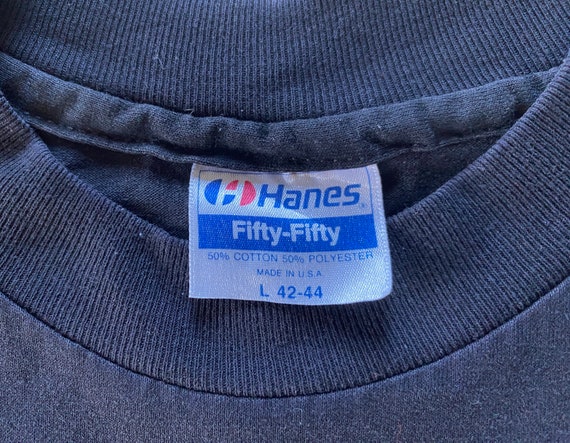 Hanes®
Fifty-Fifty
50% COTTON 50% POLYESTER
MADE IN U.S.A.
L 42-44